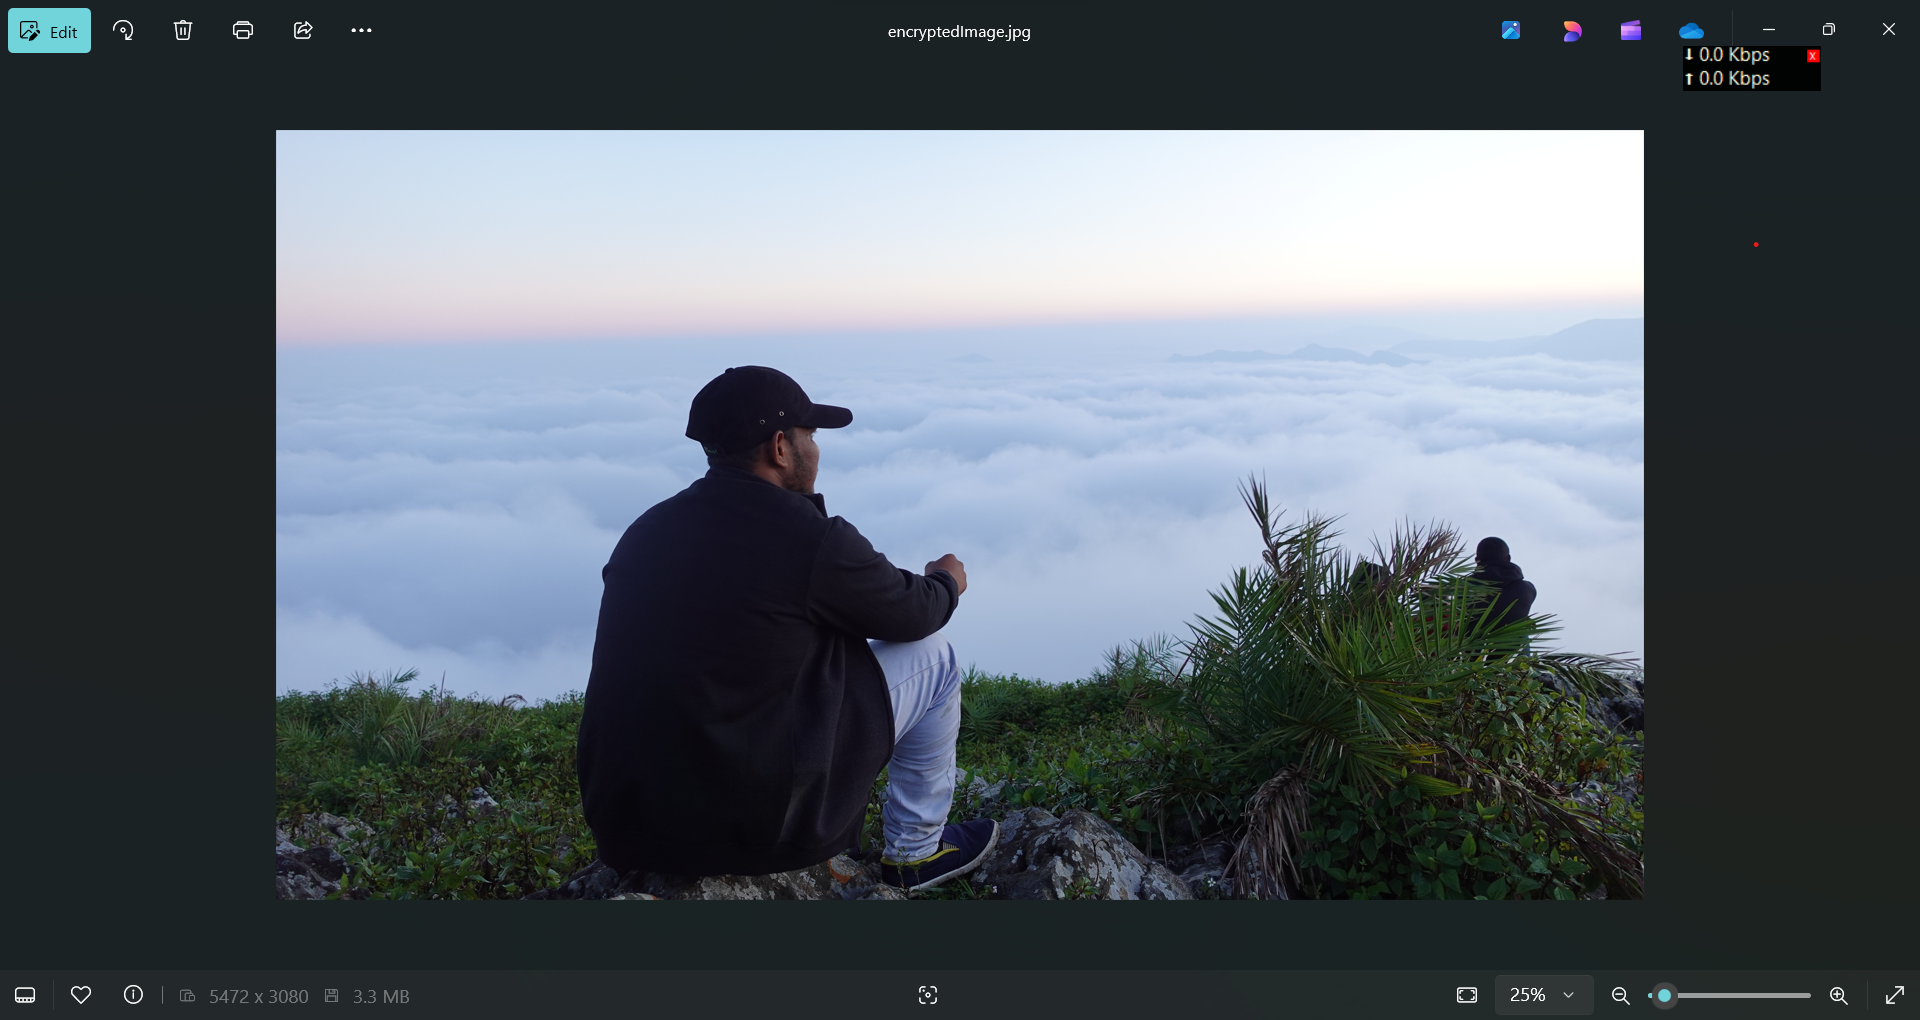 Edit
encryptedImage.jpg
↓ 0.0 Kbps
x
↑ 0.0 Kbps
5472 x 3080
3.3 MB
25%